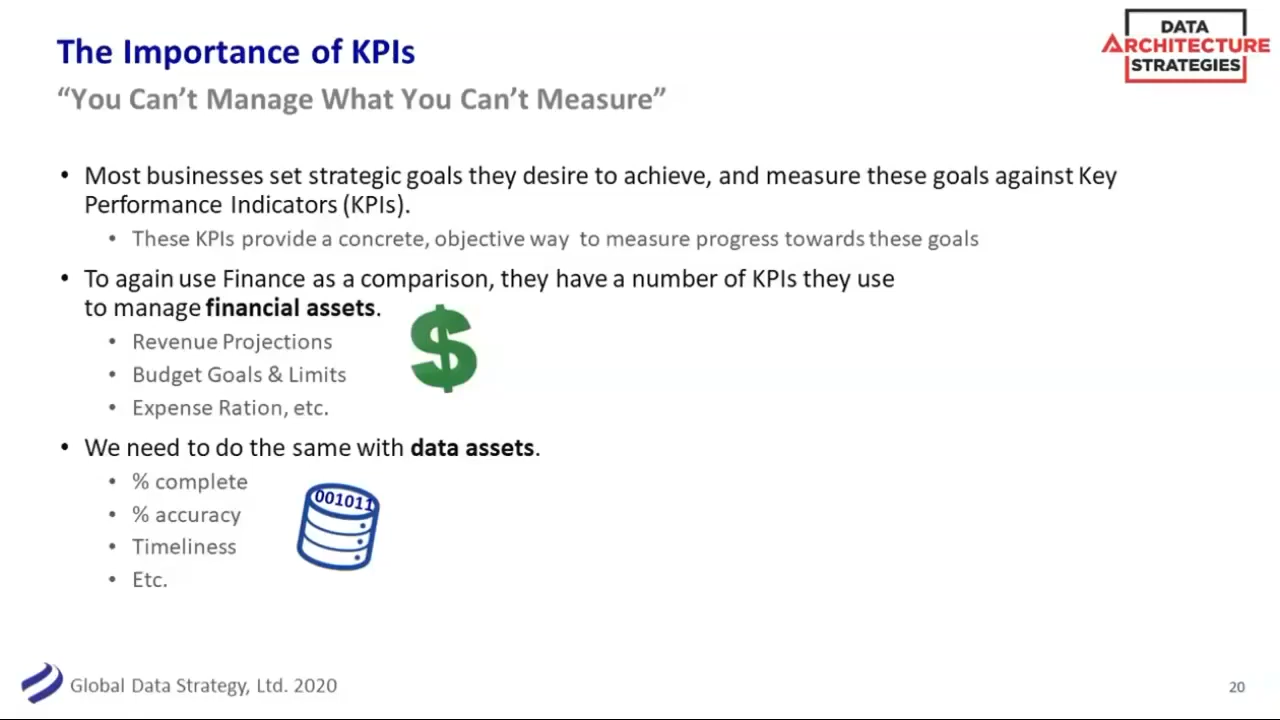 The Importance of KPIs
DATA
ARCHITECTURE
STRATEGIES
“You Can’t Manage What You Can’t Measure”
• Most businesses set strategic goals they desire to achieve, and measure these goals against Key
Performance Indicators (KPIs).
• These KPIs provide a concrete, objective way to measure progress towards these goals
• To again use Finance as a comparison, they have a number of KPIs they use
to manage financial assets.
$
• Revenue Projections
• Budget Goals & Limits
• Expense Ration, etc.
• We need to do the same with data assets.
• % complete
001011
• % accuracy
• Timeliness
• Etc.
Global Data Strategy, Ltd. 2020
20